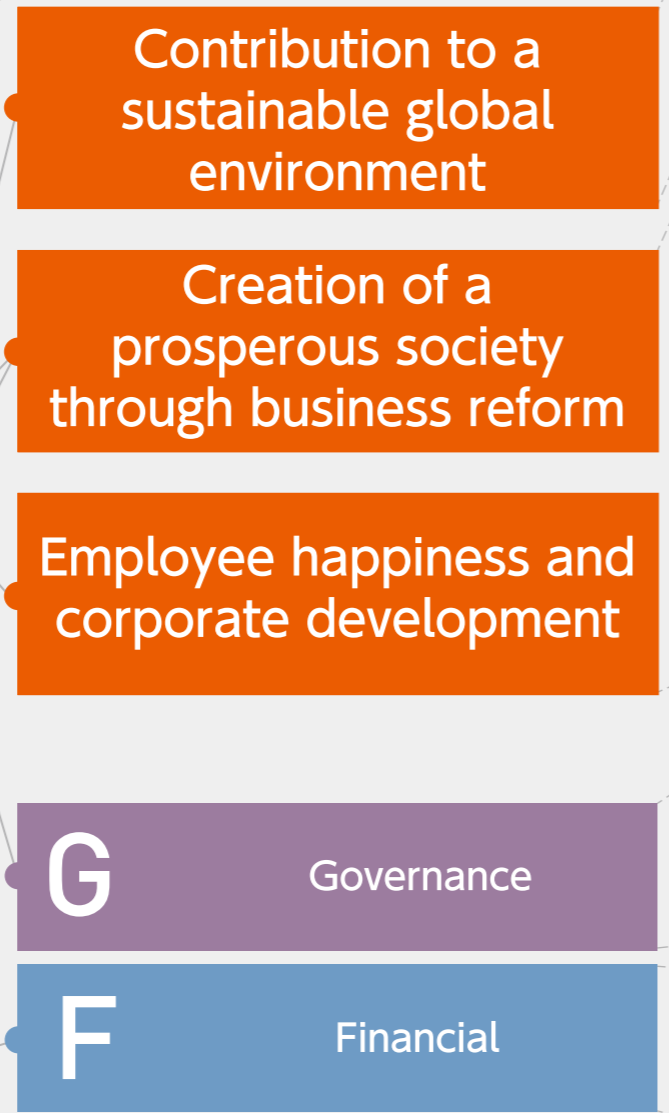 Contribution to a
sustainable global
environment
Creation of a
prosperous society
through business reform
Employee happiness and
corporate development
G Governance
F Financial